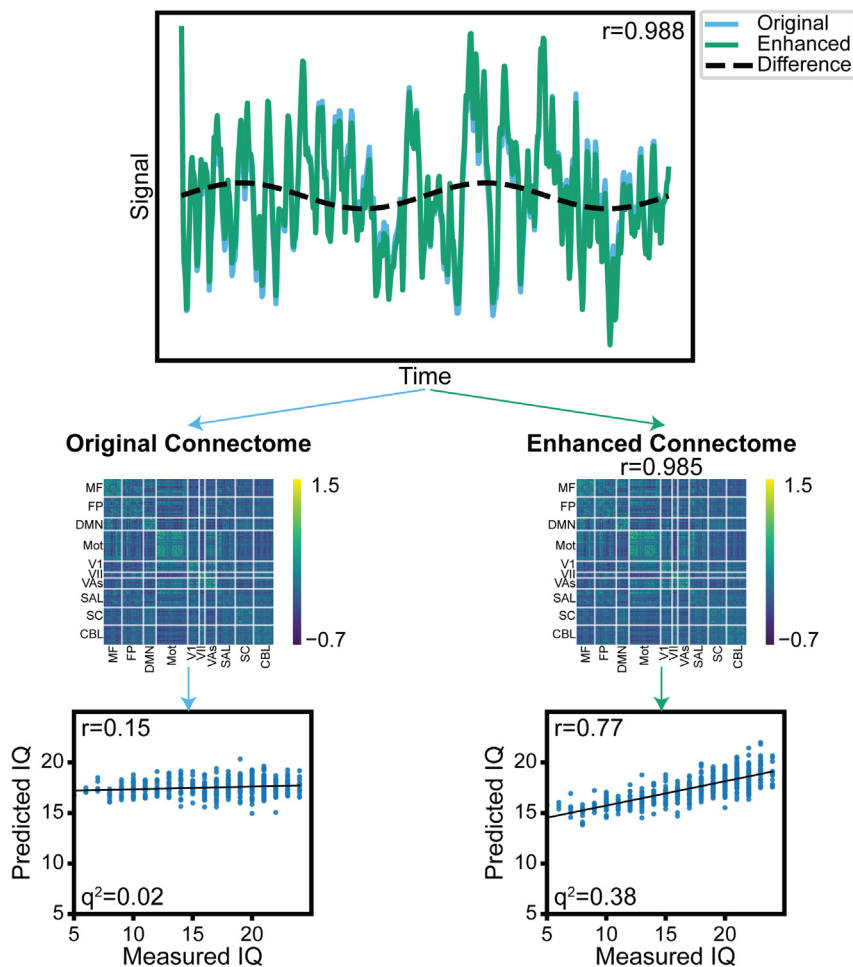 r=0.988
Original
Enhanced
Difference
Signal
Time
Original Connectome
MF
FP
DMN
Mot
V1
VII
VAs
SAL
SC
CBL
MF
FP
DMN
Mot
V1
VII
VAs
SAL
SC
CBL
1.5
−0.7
Enhanced Connectome
r=0.985
MF
FP
DMN
Mot
V1
VII
VAs
SAL
SC
CBL
MF
FP
DMN
Mot
V1
VII
VAs
SAL
SC
CBL
1.5
−0.7
r=0.15
q²=0.02
Predicted IQ
20
15
10
5
5
10
15
20
Measured IQ
r=0.77
q²=0.38
Predicted IQ
20
15
10
5
5
10
15
20
Measured IQ